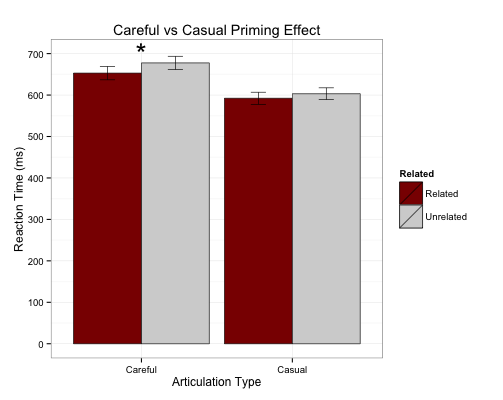 Careful vs Casual Priming Effect
*
700
600
500
400
300
200
100
0
Reaction Time (ms)
Careful
Casual
Articulation Type
Related
Related
Unrelated